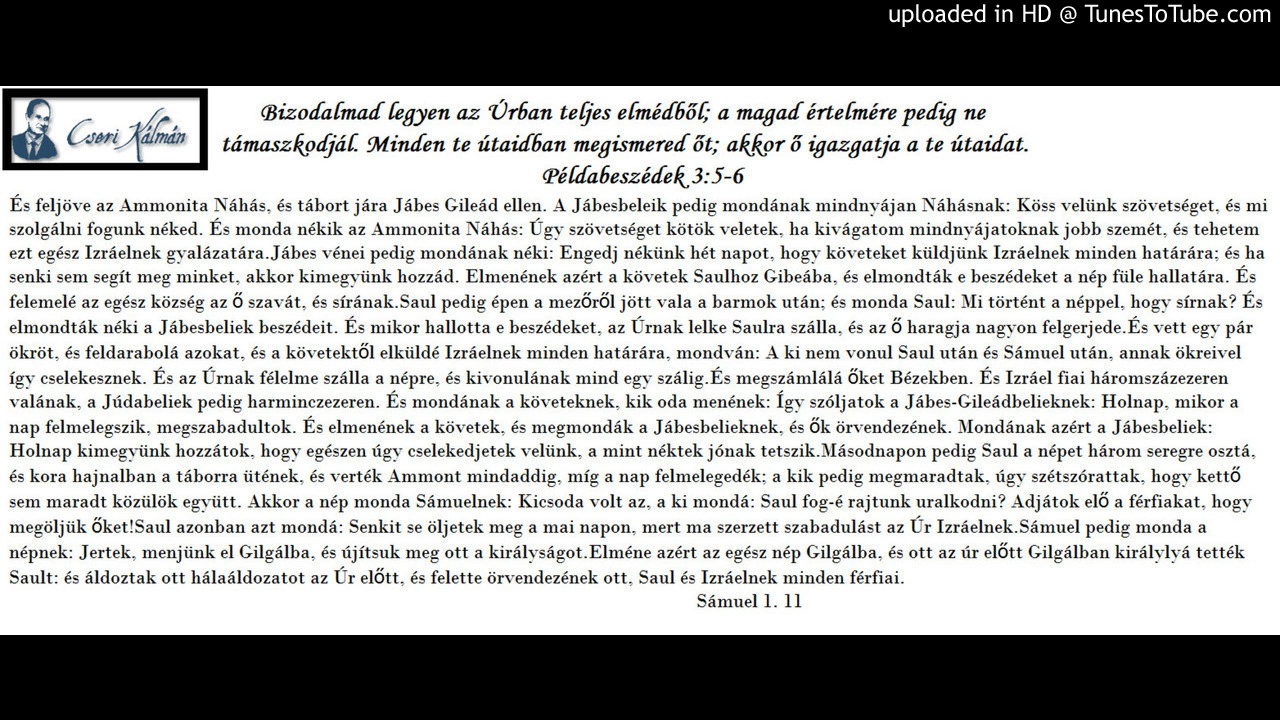 uploaded in HD @ TunesToTube.com
Cseri Kálmán
Bizodalmad legyen az Úrban teljes elmédből; a magad értelmére pedig ne
támaszkodjál. Minden te útaidban megismered őt; akkor ő igazgatja a te útaidat.
Példabeszédek 3:5-6
És feljöve az Ammonita Náhás, és tábort jára Jábes Gileád ellen. A Jábesbeleik pedig mondának mindnyájan Náhásnak: Köss velünk szövetséget, és mi
szolgálni fogunk néked. És monda nékik az Ammonita Náhás: Úgy szövetséget kötök veletek, ha kivágatom mindnyájatoknak jobb szemét, és tehetem
ezt egész Izráelnek gyalázatára.Jábes vénei pedig mondának néki: Engedj nékünk hét napot, hogy követeket küldjünk Izráelnek minden határára; és ha
senki sem segít meg minket, akkor kimegyünk hozzád. Elmenének azért a követek Saulhoz Gibeába, és elmondták e beszédeket a nép füle hallatára. És
felemelé az egész község az ő szavát, és sírának.Saul pedig épen a mezőről jött vala a barmok után; és monda Saul: Mi történt a néppel, hogy sírnak? És
elmondták néki a Jábesbeliek beszédeit. És mikor hallotta e beszédeket, az Úrnak lelke Saulra szálla, és az ő haragja nagyon felgerjede.És vett egy pár
ökröt, és feldarabolá azokat, és a követektől elküldé Izráelnek minden határára, mondván: A ki nem vonul Saul után és Sámuel után, annak ökreivel
így cselekesznek. És az Úrnak félelme szálla a népre, és kivonulának mind egy szálig.És megszámlálá őket Bézekben. És Izráel fiai háromszázezeren
valának, a Júdabeliek pedig harminczezeren. És mondának a követeknek, kik oda menének: Így szóljatok a Jábes-Gileádbelieknek: Holnap, mikor a
nap felmelegszik, megszabadultok. És elmenének a követek, és megmondák a Jábesbelieknek, és ők örvendezének. Mondának azért a Jábesbeliek:
Holnap kimegyünk hozzátok, hogy egészen úgy cselekedjetek velünk, a mint néktek jónak tetszik.Másodnapon pedig Saul a népet három seregre osztá,
és kora hajnalban a táborra ütének, és verték Ammont mindaddig, míg a nap felmelegedék; a kik pedig megmaradtak, úgy szétszórattak, hogy kettő
sem maradt közülök együtt. Akkor a nép monda Sámuelnek: Kicsoda volt az, a ki mondá: Saul fog-é rajtunk uralkodni? Adjátok elő a férfiakat, hogy
megöljük őket!Saul azonban azt mondá: Senkit se öljetek meg a mai napon, mert ma szerzett szabadulást az Úr Izráelnek.Sámuel pedig monda a
népnek: Jertek, menjünk el Gilgálba, és újítsuk meg ott a királyságot.Elméne azért az egész nép Gilgálba, és ott az úr előtt Gilgálban királylyá tették
Sault: és áldoztak ott hálaáldozatot az Úr előtt, és felette örvendezének ott, Saul és Izráelnek minden férfiai.
Sámuel 1. 11